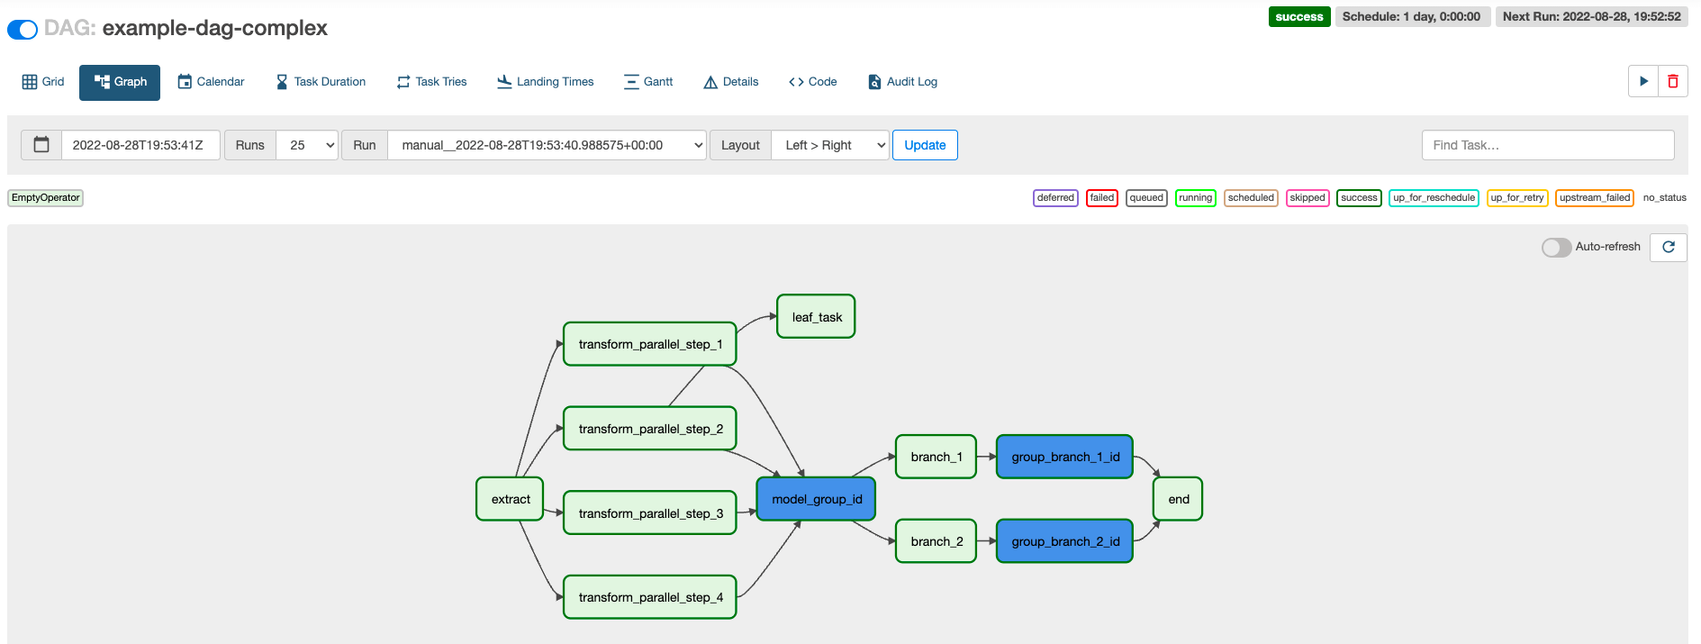 DAG: example-dag-complex
success Schedule: 1 day, 0:00:00 Next Run: 2022-08-28, 19:52:52
Grid Graph Calendar Task Duration Task Tries Landing Times Gantt Details Code Audit Log
2022-08-28T19:53:41Z Runs 25 Run manual__2022-08-28T19:53:40.988575+00:00 Layout Left > Right Update Find Task...
EmptyOperator deferred failed queued running scheduled skipped success up_for_reschedule up_for_retry upstream_failed no_status
Auto-refresh
leaf_task
transform_parallel_step_1
transform_parallel_step_2
branch_1 group_branch_1_id
extract model_group_id end
transform_parallel_step_3
branch_2 group_branch_2_id
transform_parallel_step_4